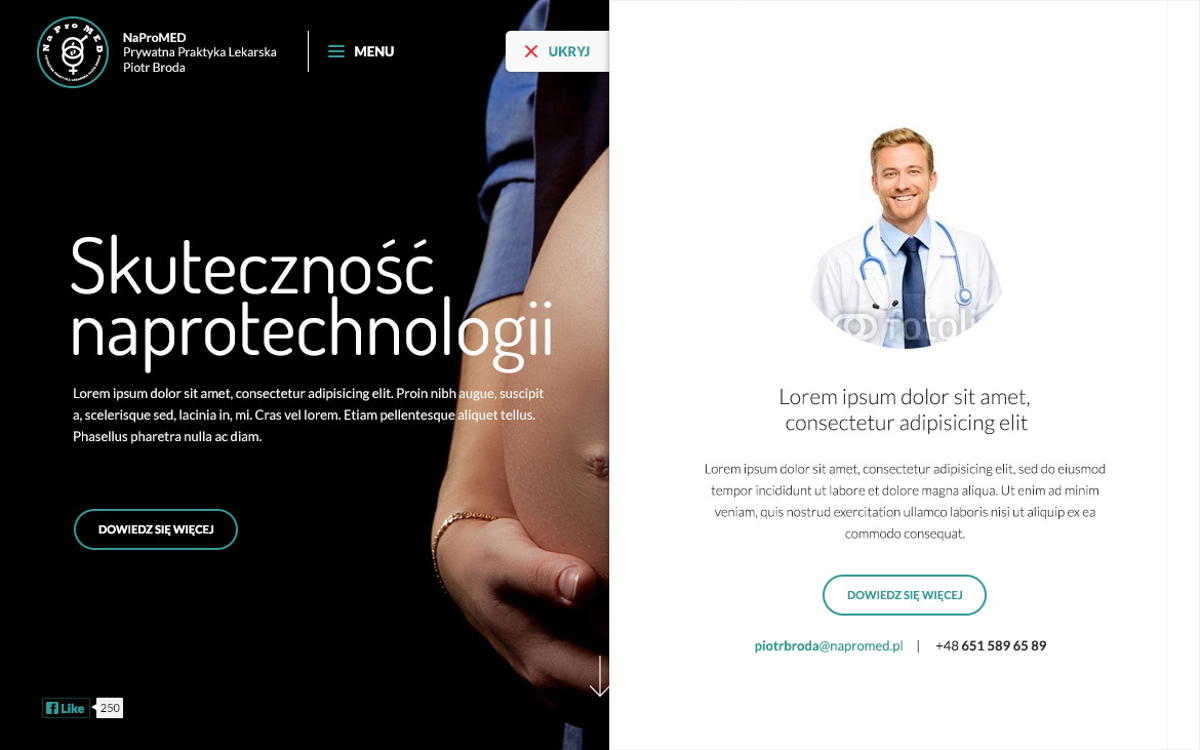 NaPro MED
NaProMED
Prywatna Praktyka Lekarska
Piotr Broda
MENU
UKRYJ
Skuteczność
naprotechnologii
Lorem ipsum dolor sit amet, consectetur adipisicing elit. Proin nibh augue, suscipit
a, scelerisque sed, lacinia in, mi. Cras vel lorem. Etiam pellentesque aliquet tellus.
Phasellus pharetra nulla ac diam.
DOWIEDZ SIĘ WIĘCEJ
Like
250
Lorem ipsum dolor sit amet,
consectetur adipisicing elit
Lorem ipsum dolor sit amet, consectetur adipisicing elit, sed do eiusmod
tempor incididunt ut labore et dolore magna aliqua. Ut enim ad minim
veniam, quis nostrud exercitation ullamco laboris nisi ut aliquip ex ea
commodo consequat.
DOWIEDZ SIĘ WIĘCEJ
piotrbroda@napromed.pl | +48 651 589 65 89